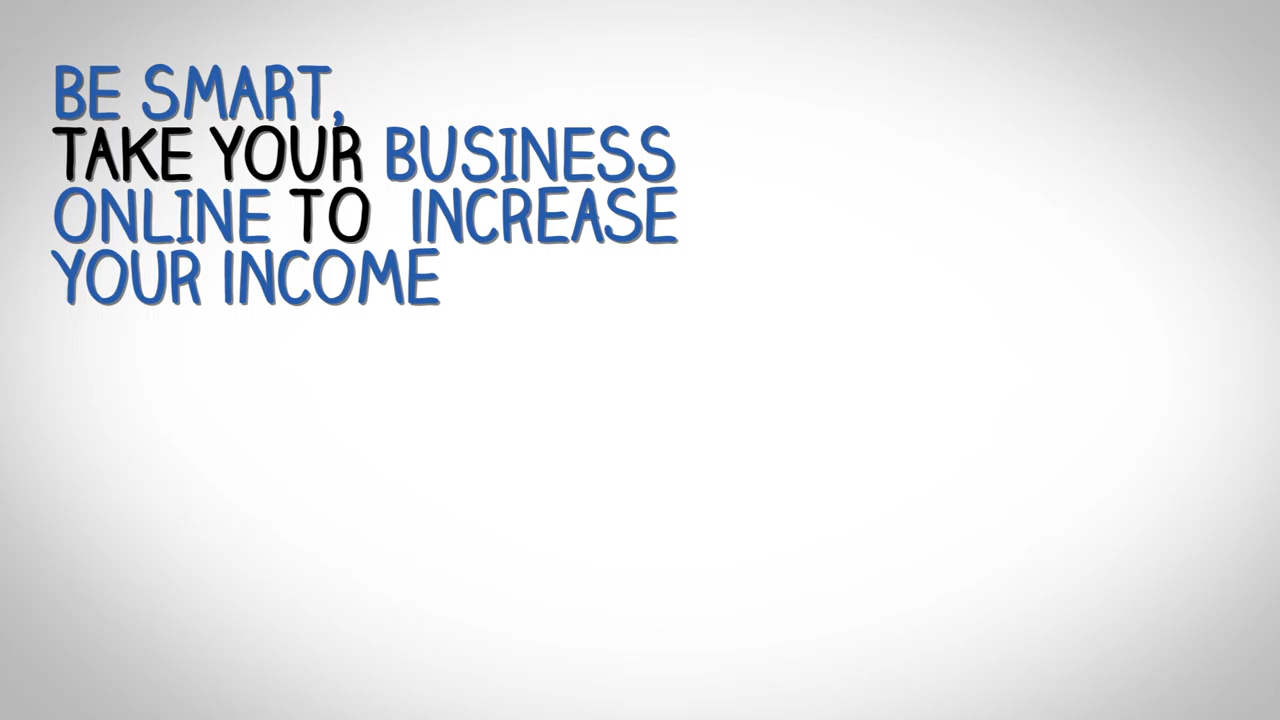 BE SMART,
TAKE YOUR BUSINESS
ONLINE TO INCREASE
YOUR INCOME